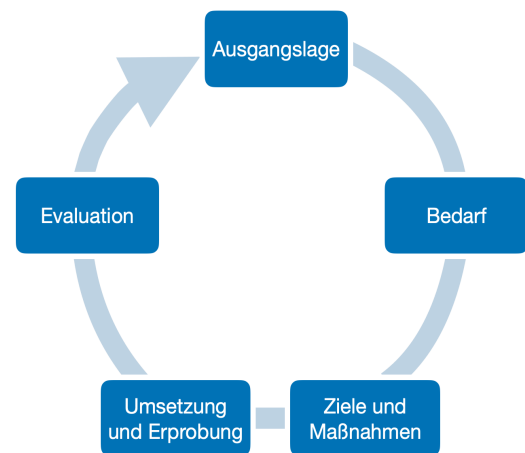 Ausgangslage
Bedarf
Ziele und
Maßnahmen
Umsetzung
und Erprobung
Evaluation